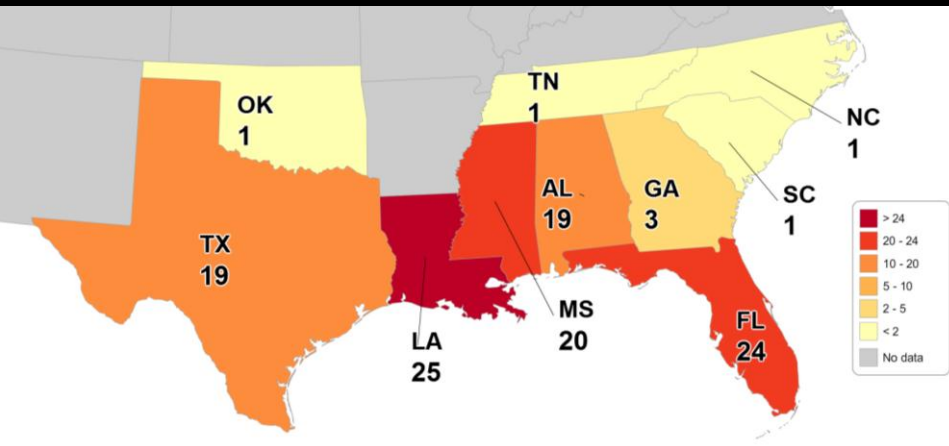 TN
1
OK
1
NC
1
AL
19
GA
3
SC
1
TX
19
> 24
20 - 24
10 - 20
5 - 10
2 - 5
< 2
No data
MS
20
FL
24
LA
25